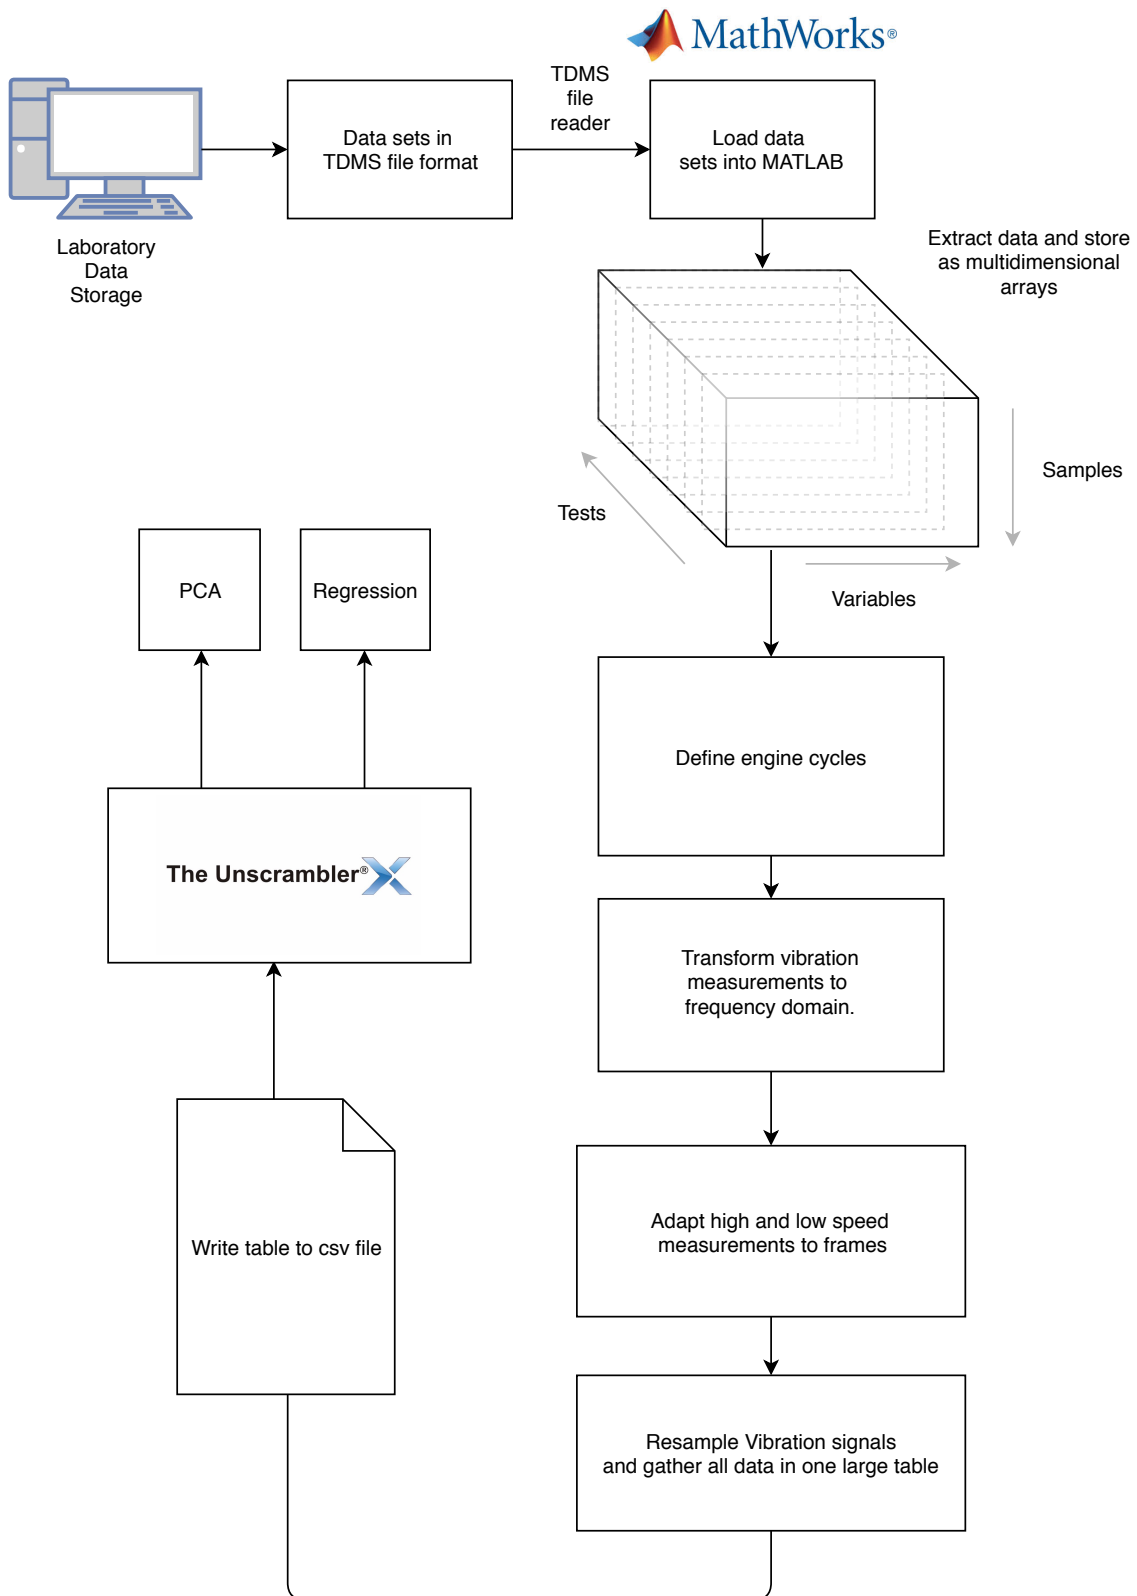 MathWorks®
TDMS
file
reader
Data sets in
TDMS file format
Load data
sets into MATLAB
Laboratory
Data
Storage
Extract data and store
as multidimensional
arrays
Samples
Tests
Variables
PCA
Regression
Define engine cycles
The Unscrambler® X
Transform vibration
measurements to
frequency domain.
Adapt high and low speed
measurements to frames
Write table to csv file
Resample Vibration signals
and gather all data in one large table